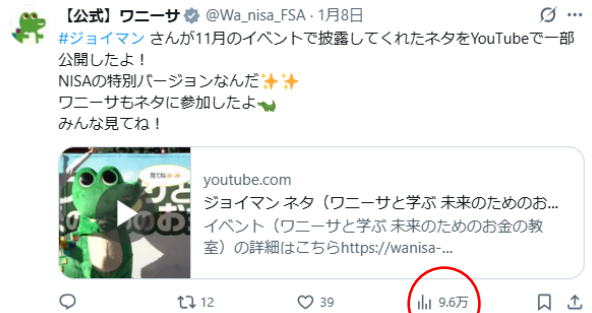 【公式】ワニーサ @Wa_nisa_FSA · 1月8日
#ジョイマン さんが11月のイベントで披露してくれたネタをYouTubeで一部
公開したよ！
NISAの特別バージョンなんだ✨✨
ワニーサもネタに参加したよ🐊
みんな見てね！
youtube.com
ジョイマン ネタ（ワニーサと学ぶ 未来のためのお...
イベント（ワニーサと学ぶ 未来のためのお金の教
室）の詳細はこちらhttps://wanisa-...
12 39 9.6万